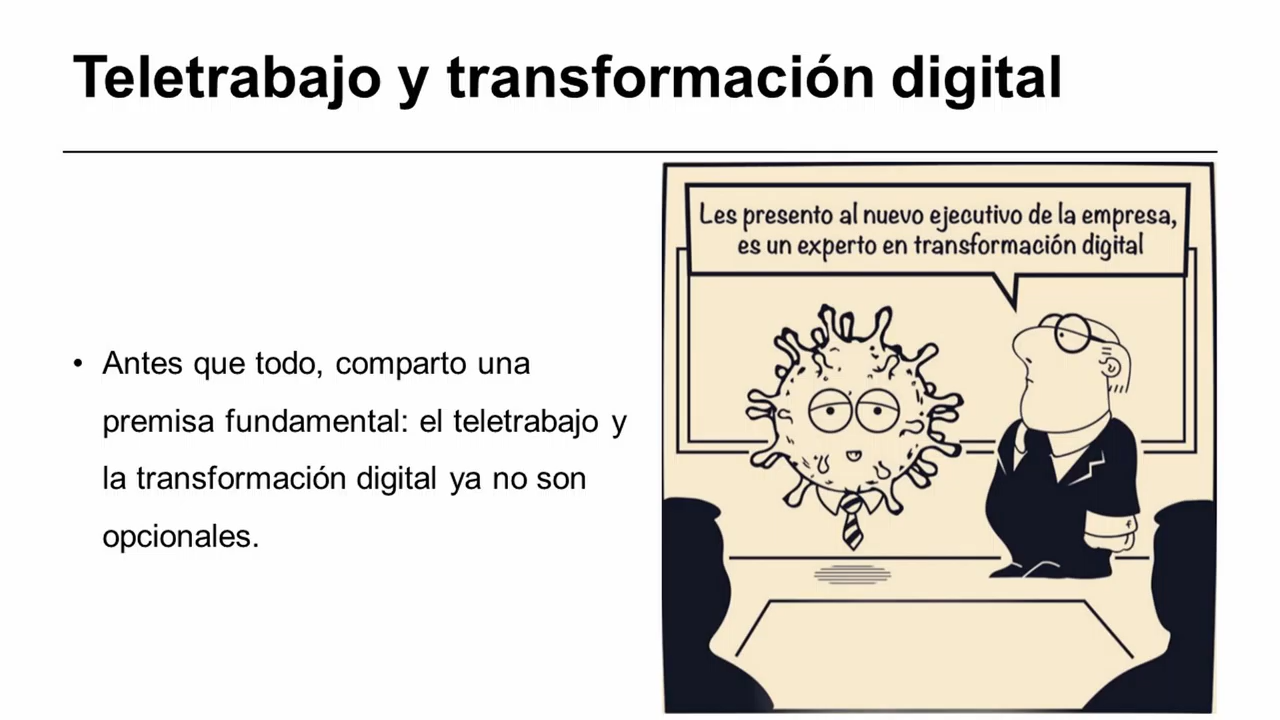 Teletrabajo y transformación digital
Les presento al nuevo ejecutivo de la empresa,
es un experto en transformación digital
• Antes que todo, comparto una
premisa fundamental: el teletrabajo y
la transformación digital ya no son
opcionales.